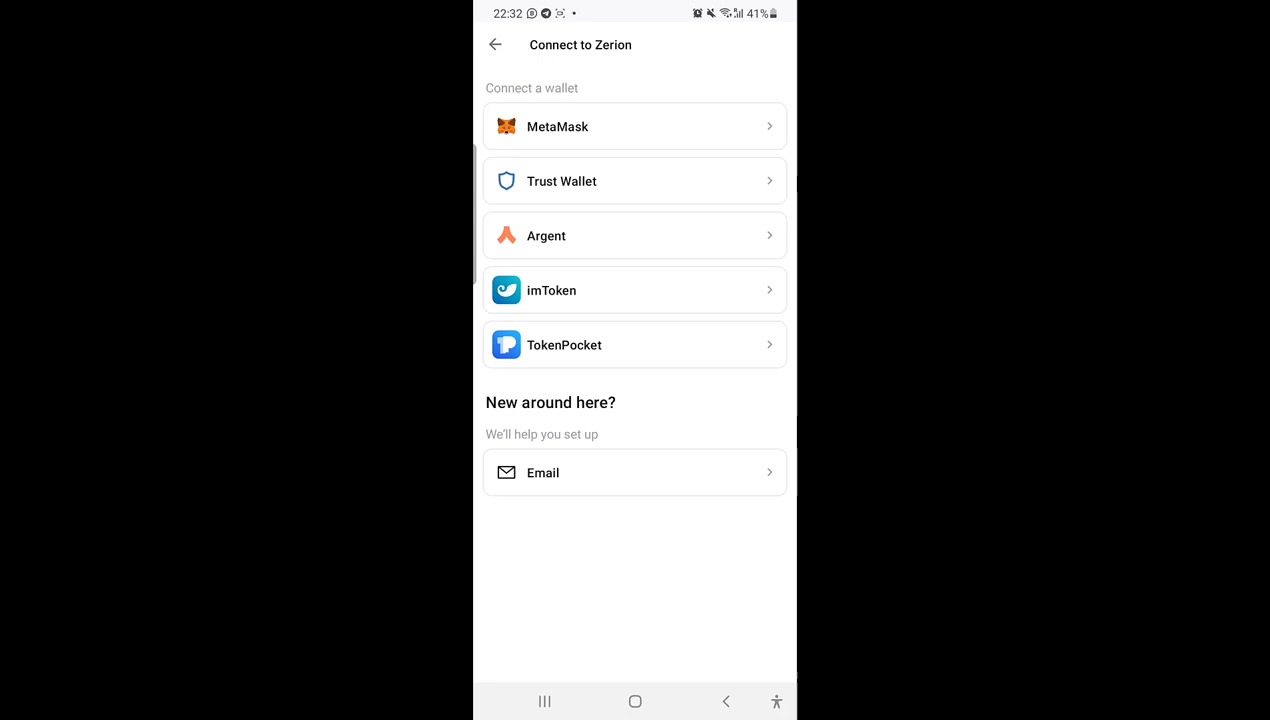 22:32 41%
Connect to Zerion
Connect a wallet
MetaMask
Trust Wallet
Argent
imToken
TokenPocket
New around here?
We'll help you set up
Email